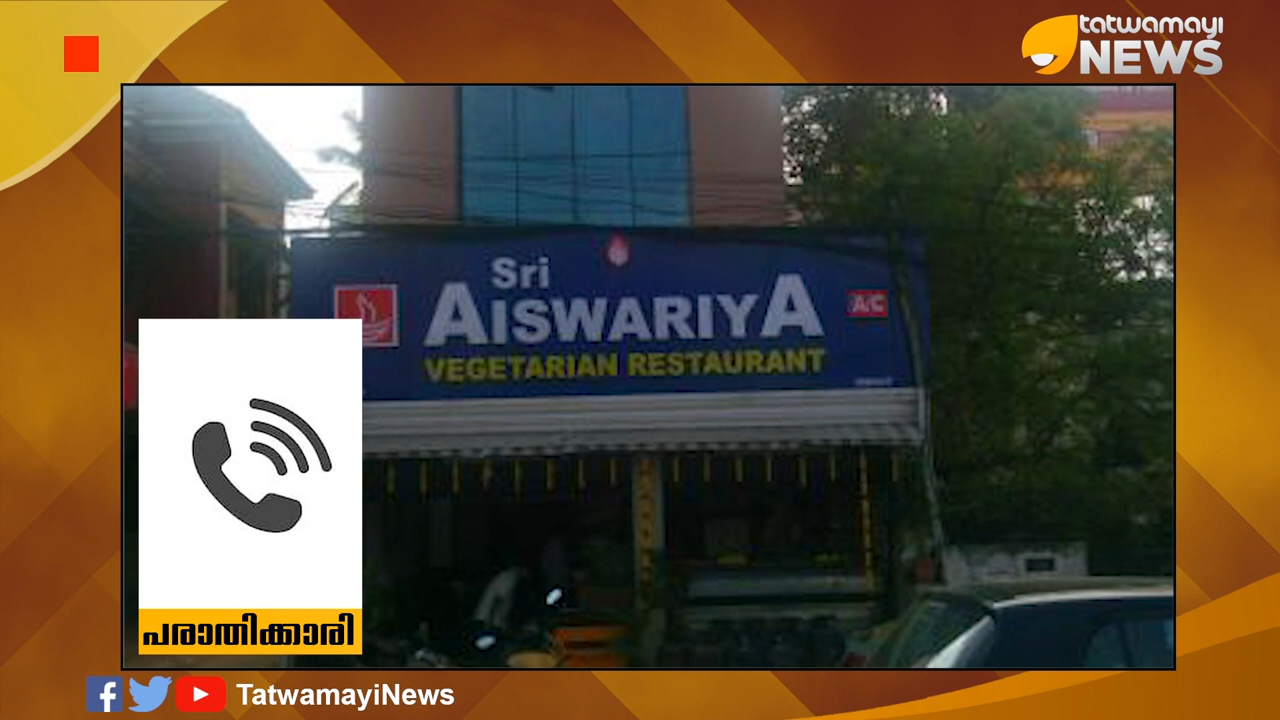 tatwamayi
NEWS
Sri
AISWARIYA
A/C
VEGETARIAN RESTAURANT
പരാതിക്കാരി
TatwamayiNews